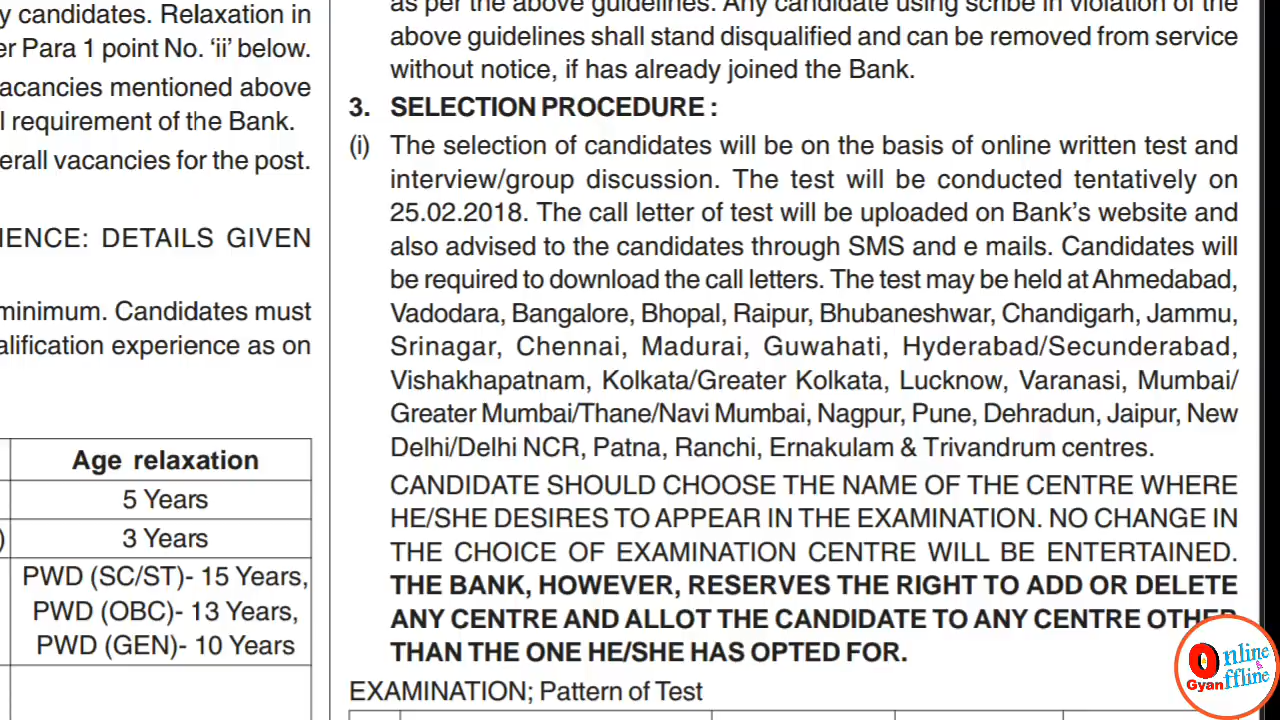 y candidates. Relaxation in
er Para 1 point No. ‘ii’ below.
acancies mentioned above
l requirement of the Bank.
erall vacancies for the post.
IENCE: DETAILS GIVEN
minimum. Candidates must
alification experience as on
Age relaxation
5 Years
) 3 Years
PWD (SC/ST)- 15 Years,
PWD (OBC)- 13 Years,
PWD (GEN)- 10 Years
as per the above guidelines. Any candidate using scribe in violation of the
above guidelines shall stand disqualified and can be removed from service
without notice, if has already joined the Bank.
3. SELECTION PROCEDURE :
(i) The selection of candidates will be on the basis of online written test and
interview/group discussion. The test will be conducted tentatively on
25.02.2018. The call letter of test will be uploaded on Bank’s website and
also advised to the candidates through SMS and e mails. Candidates will
be required to download the call letters. The test may be held at Ahmedabad,
Vadodara, Bangalore, Bhopal, Raipur, Bhubaneshwar, Chandigarh, Jammu,
Srinagar, Chennai, Madurai, Guwahati, Hyderabad/Secunderabad,
Vishakhapatnam, Kolkata/Greater Kolkata, Lucknow, Varanasi, Mumbai/
Greater Mumbai/Thane/Navi Mumbai, Nagpur, Pune, Dehradun, Jaipur, New
Delhi/Delhi NCR, Patna, Ranchi, Ernakulam & Trivandrum centres.
CANDIDATE SHOULD CHOOSE THE NAME OF THE CENTRE WHERE
HE/SHE DESIRES TO APPEAR IN THE EXAMINATION. NO CHANGE IN
THE CHOICE OF EXAMINATION CENTRE WILL BE ENTERTAINED.
THE BANK, HOWEVER, RESERVES THE RIGHT TO ADD OR DELETE
ANY CENTRE AND ALLOT THE CANDIDATE TO ANY CENTRE OTHER
THAN THE ONE HE/SHE HAS OPTED FOR.
EXAMINATION; Pattern of Test
Online
&
Offline
Gyan